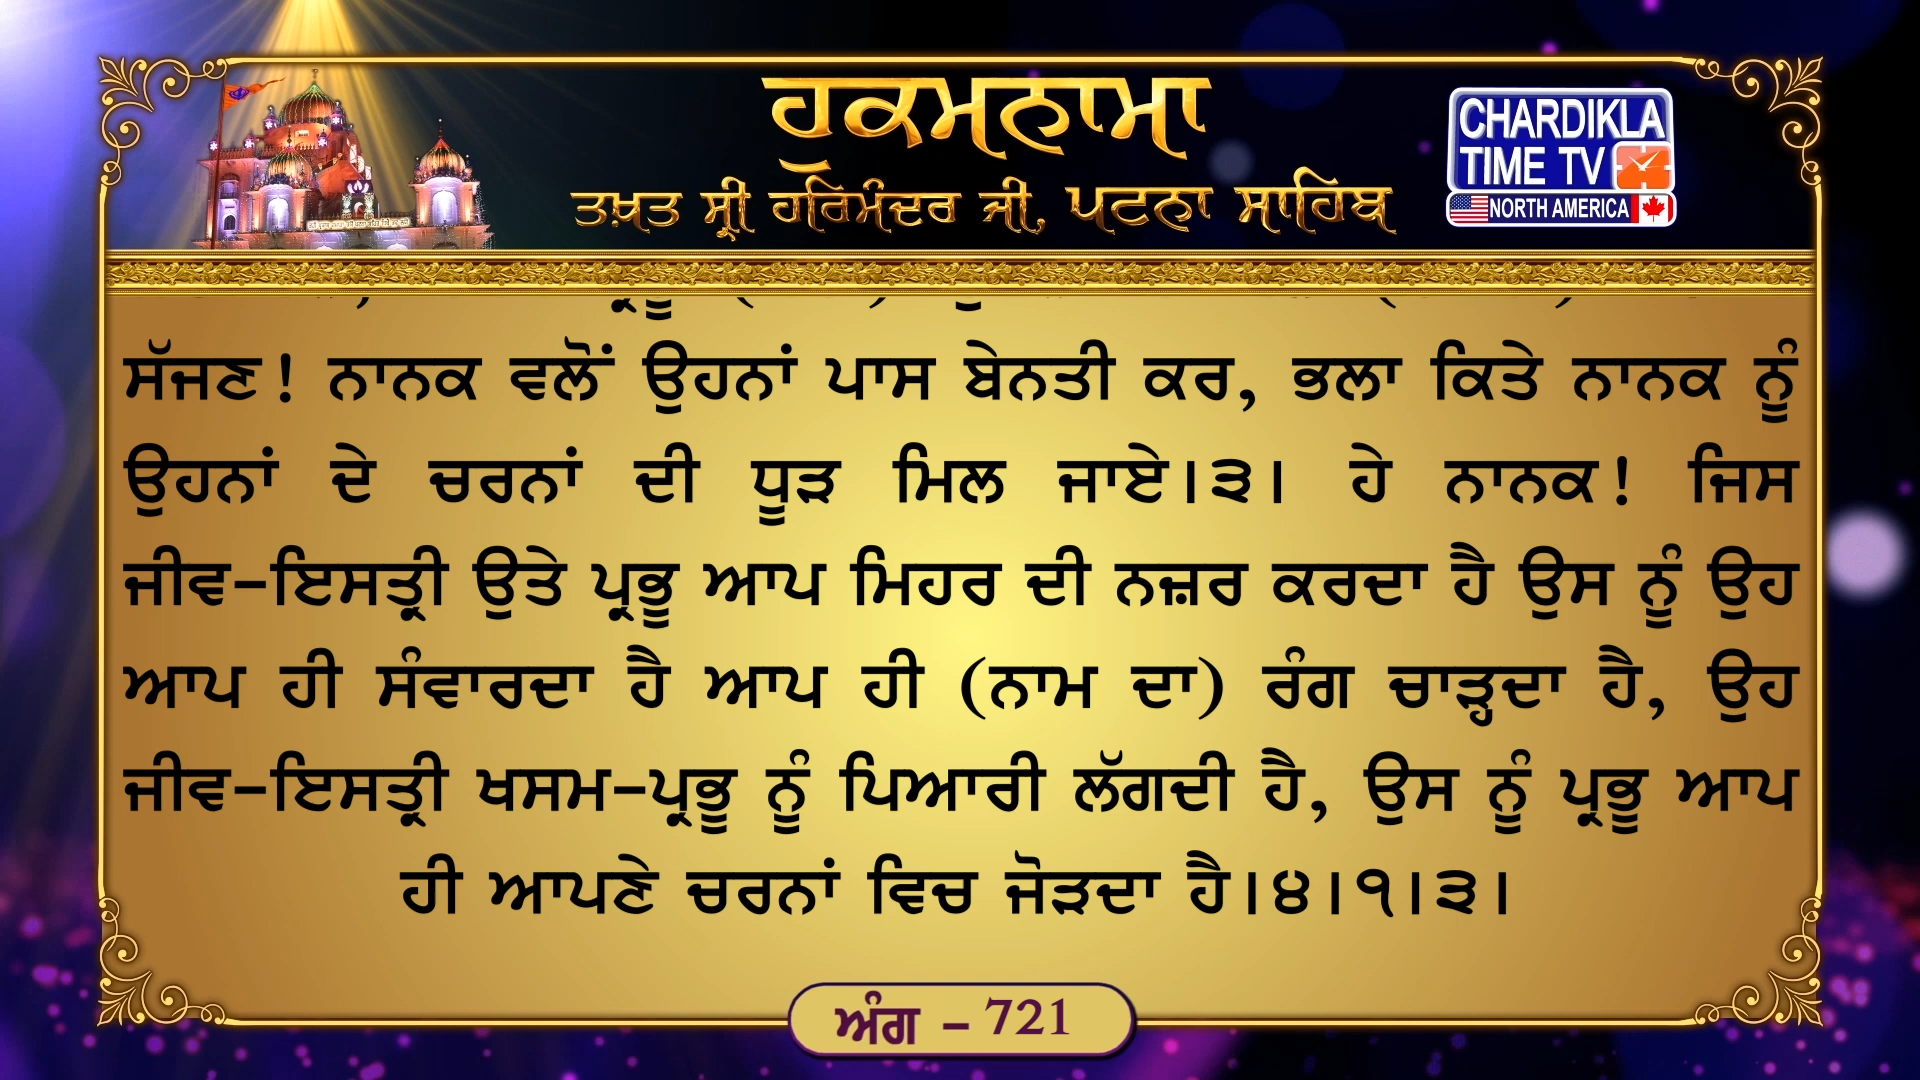 ਹੁਕਮਨਾਮਾ
ਤਖ਼ਤ ਸ੍ਰੀ ਹਰਿਮੰਦਰ ਜੀ, ਪਟਨਾ ਸਾਹਿਬ
CHARDIKLA
TIME TV
NORTH AMERICA
ਸੱਜਣ! ਨਾਨਕ ਵਲੋਂ ਉਹਨਾਂ ਪਾਸ ਬੇਨਤੀ ਕਰ, ਭਲਾ ਕਿਤੇ ਨਾਨਕ ਨੂੰ
ਉਹਨਾਂ ਦੇ ਚਰਨਾਂ ਦੀ ਧੂੜ ਮਿਲ ਜਾਏ।੩। ਹੇ ਨਾਨਕ! ਜਿਸ
ਜੀਵ-ਇਸਤ੍ਰੀ ਉਤੇ ਪ੍ਰਭੂ ਆਪ ਮਿਹਰ ਦੀ ਨਜ਼ਰ ਕਰਦਾ ਹੈ ਉਸ ਨੂੰ ਉਹ
ਆਪ ਹੀ ਸੰਵਾਰਦਾ ਹੈ ਆਪ ਹੀ (ਨਾਮ ਦਾ) ਰੰਗ ਚਾੜ੍ਹਦਾ ਹੈ, ਉਹ
ਜੀਵ-ਇਸਤ੍ਰੀ ਖਸਮ-ਪ੍ਰਭੂ ਨੂੰ ਪਿਆਰੀ ਲੱਗਦੀ ਹੈ, ਉਸ ਨੂੰ ਪ੍ਰਭੂ ਆਪ
ਹੀ ਆਪਣੇ ਚਰਨਾਂ ਵਿਚ ਜੋੜਦਾ ਹੈ।੪।੧।੩।
ਅੰਗ - 721